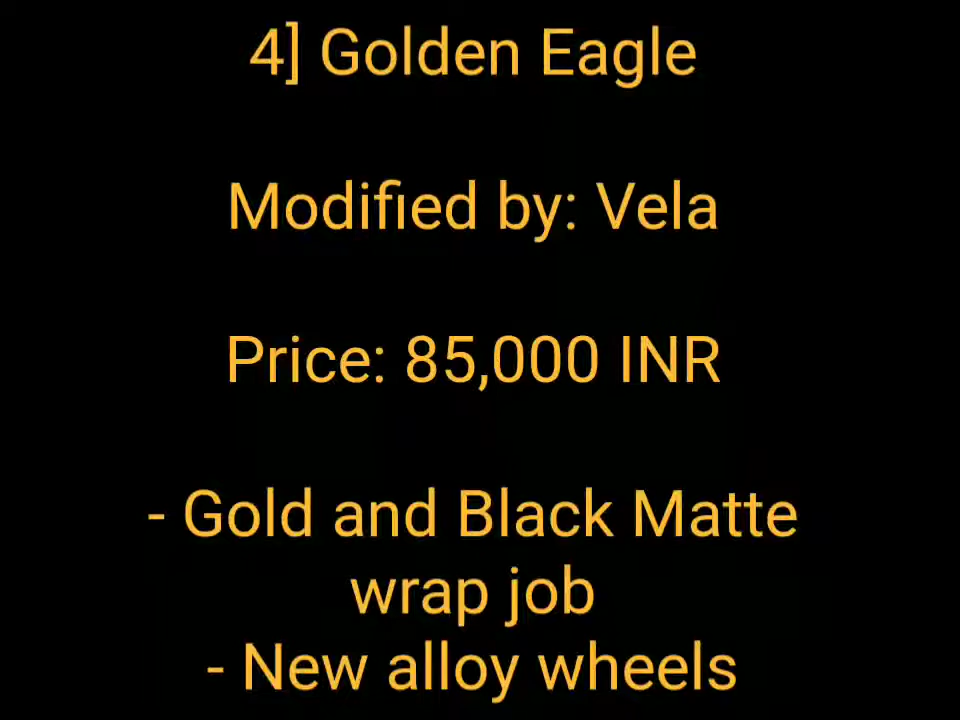 4] Golden Eagle
Modified by: Vela
Price: 85,000 INR
- Gold and Black Matte
wrap job
- New alloy wheels